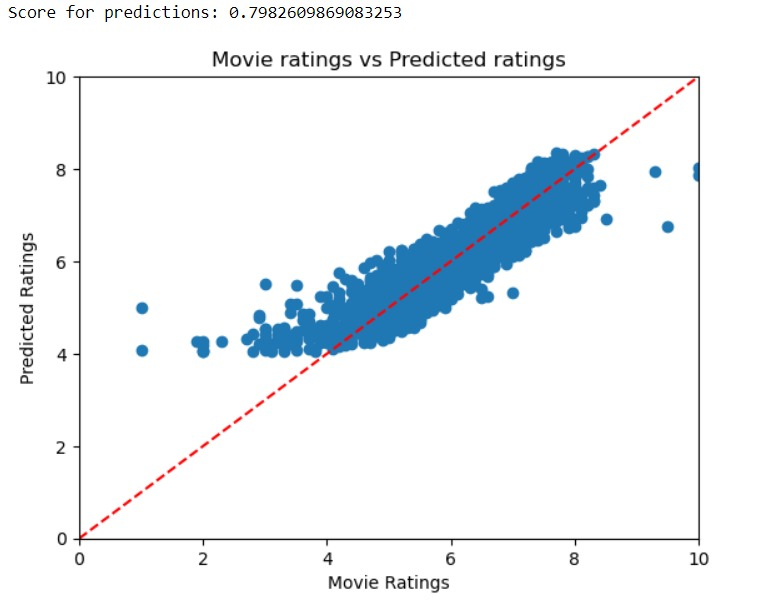 Score for predictions: 0.7982609869083253
Movie ratings vs Predicted ratings
10
8
6
4
2
0
Predicted Ratings
0 2 4 6 8 10
Movie Ratings